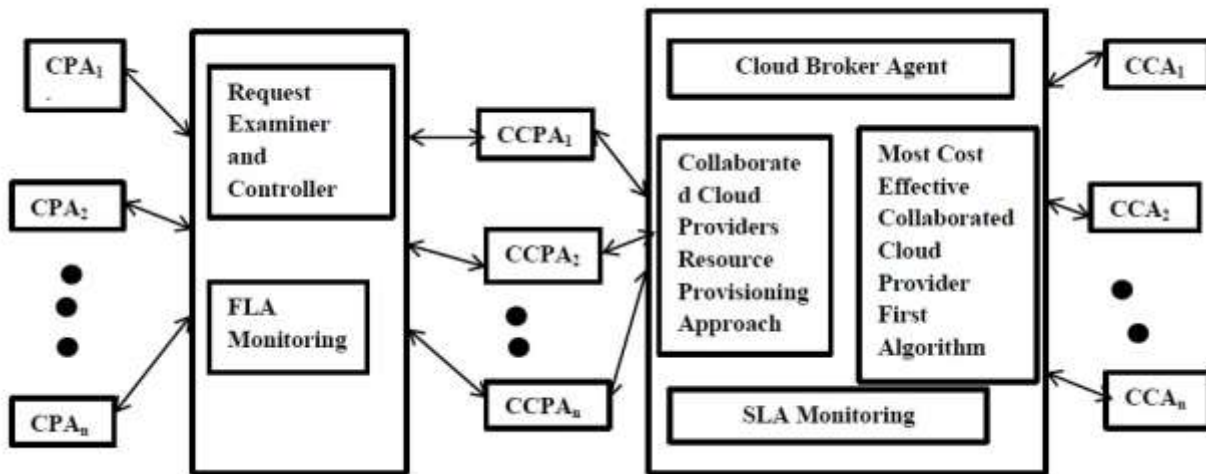 CPA₁
.
CPA₂
CPAₙ
Request
Examiner
and
Controller
FLA
Monitoring
CCPA₁
CCPA₂
CCPAₙ
Cloud Broker Agent
Collaborate
d Cloud
Providers
Resource
Provisioning
Approach
Most Cost
Effective
Collaborated
Cloud
Provider
First
Algorithm
SLA Monitoring
CCA₁
CCA₂
CCAₙ